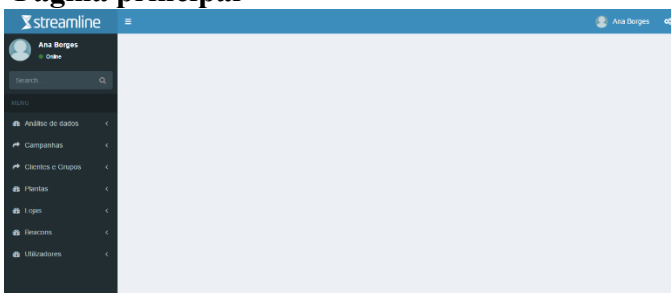 Página principal
streamline
Ana Borges
Ana Borges
Online
Search
MENU
Análise de dados
Campanhas
Clientes e Grupos
Plantas
Lojas
Beacons
Utilizadores